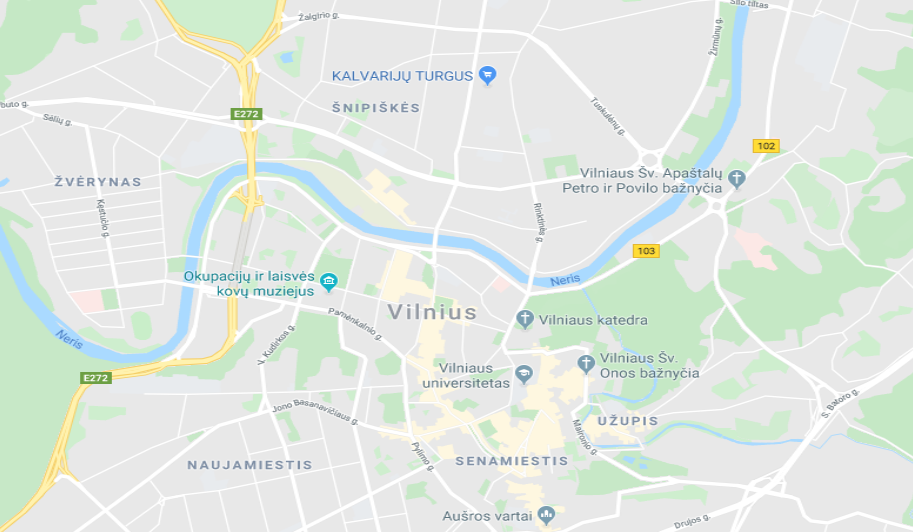 Šilo tiltas
Žalgirio g.
Žirmūnų g.
KALVARIJŲ TURGUS
ŠNIPIŠKĖS
buto g.
Sėlių g.
E272
Tuskulėnų g.
102
ŽVĖRYNAS
Vilniaus Šv. Apaštalų
Petro ir Povilo bažnyčia
Kęstučio g.
Rinktinės g.
103
Okupacijų ir laisvės
kovų muziejus
Neris
Vilnius
Pamėnkalnio g.
Vilniaus katedra
Neris
V. Kudirkos g.
Vilniaus
universitetas
Vilniaus Šv.
Onos bažnyčia
E272
Jono Basanavičiaus g.
S. Batoro g.
UŽUPIS
Maironio g.
Pylimo g.
NAUJAMIESTIS
SENAMIESTIS
Aušros vartai
Drujos g.